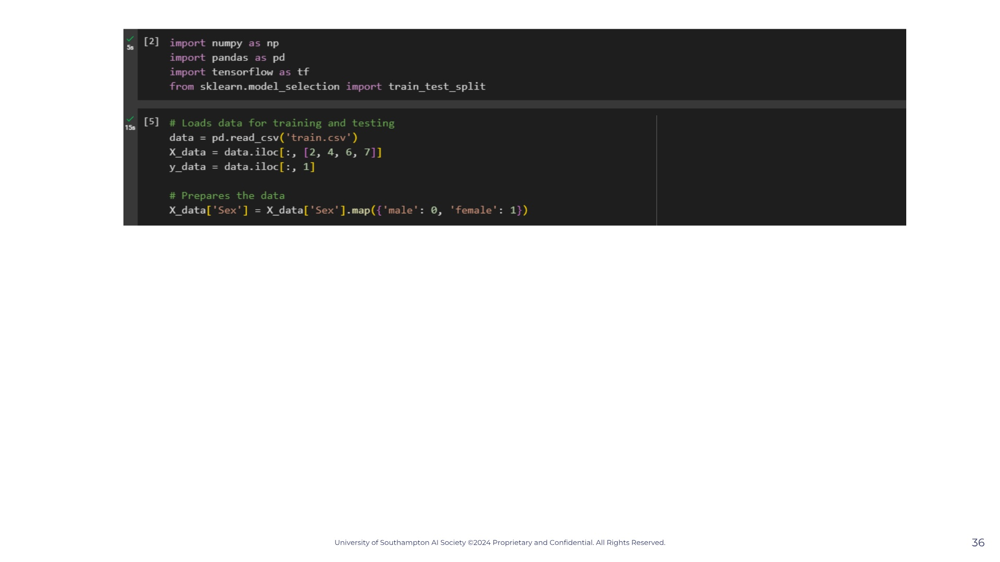 [2] import numpy as np
5s
import pandas as pd
import tensorflow as tf
from sklearn.model_selection import train_test_split
[5] # Loads data for training and testing
15s
data = pd.read_csv('train.csv')
X_data = data.iloc[:, [2, 4, 6, 7]]
y_data = data.iloc[:, 1]
# Prepares the data
X_data['Sex'] = X_data['Sex'].map({'male': 0, 'female': 1})
University of Southampton AI Society ©2024 Proprietary and Confidential. All Rights Reserved.
36